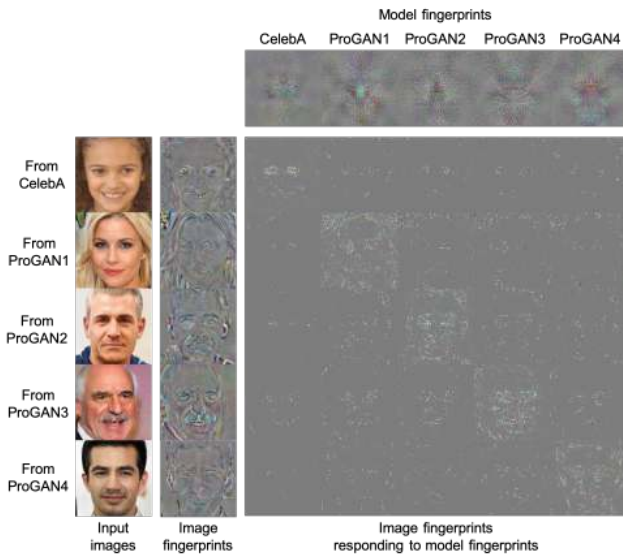 Model fingerprints
CelebA ProGAN1 ProGAN2 ProGAN3 ProGAN4
From
CelebA
From
ProGAN1
From
ProGAN2
From
ProGAN3
From
ProGAN4
Input
images
Image
fingerprints
Image fingerprints
responding to model fingerprints